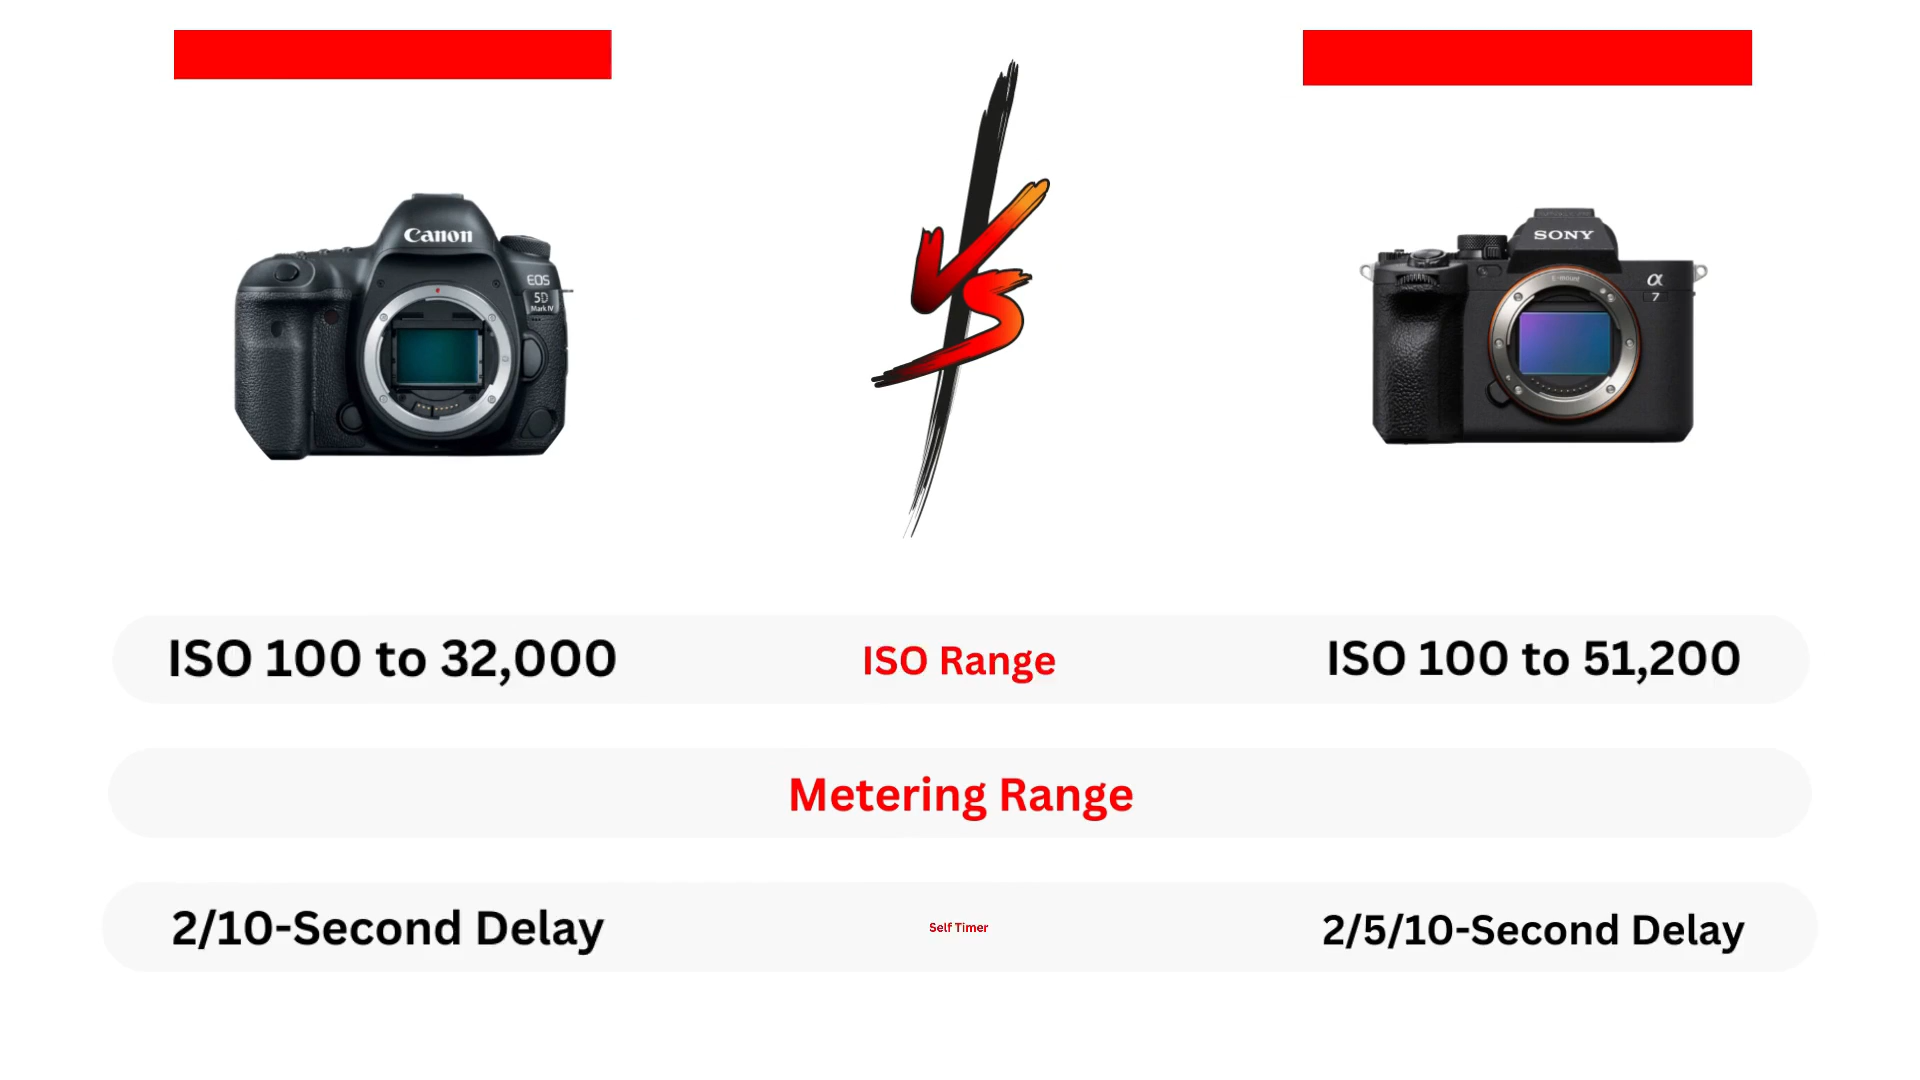 VS
Canon
EOS
5D
Mark IV
SONY
E-mount
α
7
ISO 100 to 32,000 ISO Range ISO 100 to 51,200
Metering Range
2/10-Second Delay Self Timer 2/5/10-Second Delay